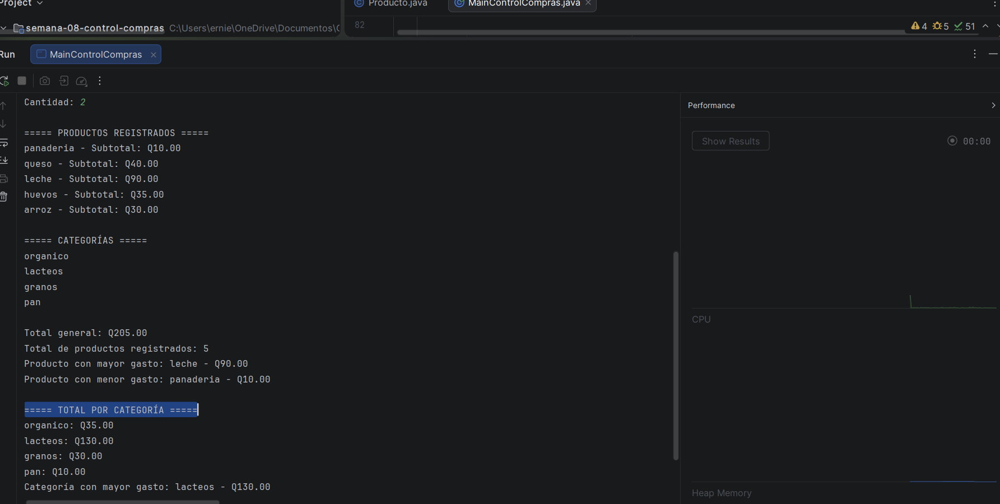 Project
Producto.java
MainControlCompras.java
semana-08-control-compras C:\Users\ernie\OneDrive\Documentos\
82
4 5 51
Run
MainControlCompras
Cantidad: 2
===== PRODUCTOS REGISTRADOS =====
panaderia - Subtotal: Q10.00
queso - Subtotal: Q40.00
leche - Subtotal: Q90.00
huevos - Subtotal: Q35.00
arroz - Subtotal: Q30.00
===== CATEGORÍAS =====
organico
lacteos
granos
pan
Total general: Q205.00
Total de productos registrados: 5
Producto con mayor gasto: leche - Q90.00
Producto con menor gasto: panaderia - Q10.00
===== TOTAL POR CATEGORÍA =====
organico: Q35.00
lacteos: Q130.00
granos: Q30.00
pan: Q10.00
Categoría con mayor gasto: lacteos - Q130.00
Performance
Show Results
00:00
CPU
Heap Memory